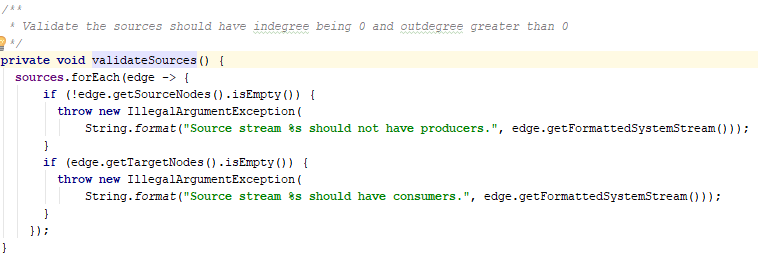 /**
 * Validate the sources should have indegree being 0 and outdegree greater than 0
 */
private void validateSources() {
  sources.forEach(edge -> {
      if (!edge.getSourceNodes().isEmpty()) {
        throw new IllegalArgumentException(
            String.format("Source stream %s should not have producers.", edge.getFormattedSystemStream()));
      }
      if (edge.getTargetNodes().isEmpty()) {
        throw new IllegalArgumentException(
            String.format("Source stream %s should have consumers.", edge.getFormattedSystemStream()));
      }
    });
}